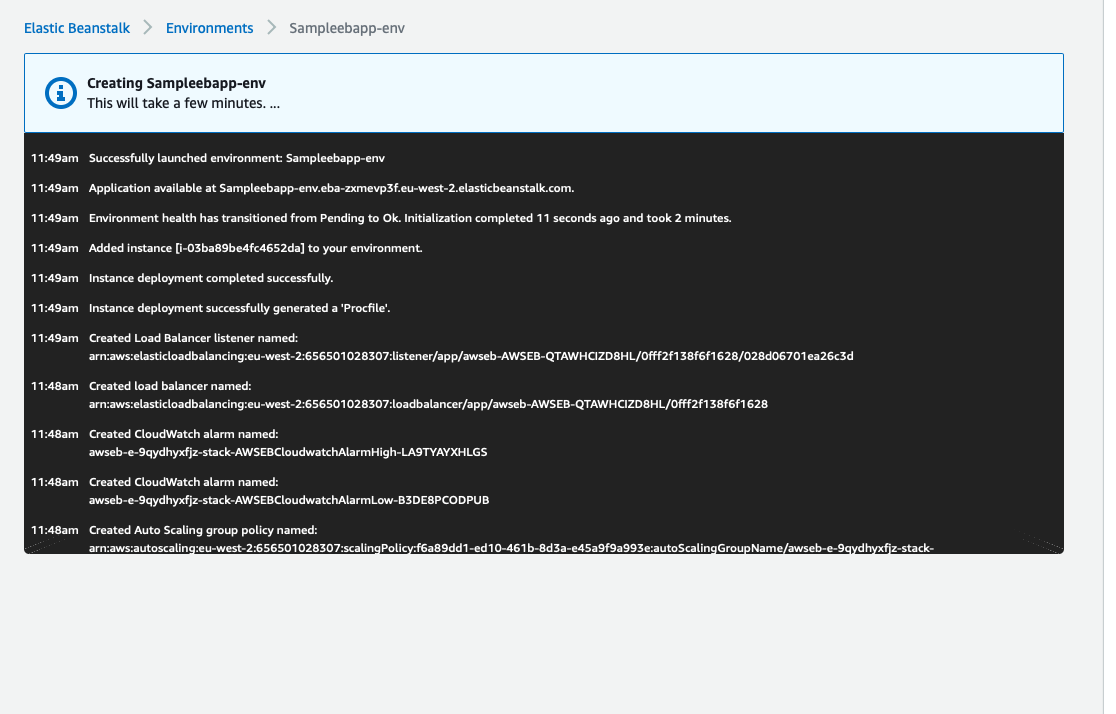 Elastic Beanstalk > Environments > Sampleebapp-env
Creating Sampleebapp-env
This will take a few minutes. ...
11:49am Successfully launched environment: Sampleebapp-env
11:49am Application available at Sampleebapp-env.eba-zxmevp3f.eu-west-2.elasticbeanstalk.com.
11:49am Environment health has transitioned from Pending to Ok. Initialization completed 11 seconds ago and took 2 minutes.
11:49am Added instance [i-03ba89be4fc4652da] to your environment.
11:49am Instance deployment completed successfully.
11:49am Instance deployment successfully generated a 'Procfile'.
11:49am Created Load Balancer listener named:
arn:aws:elasticloadbalancing:eu-west-2:656501028307:listener/app/awseb-AWSEB-QTAWHCIZD8HL/0fff2f138f6f1628/028d06701ea26c3d
11:48am Created load balancer named:
arn:aws:elasticloadbalancing:eu-west-2:656501028307:loadbalancer/app/awseb-AWSEB-QTAWHCIZD8HL/0fff2f138f6f1628
11:48am Created CloudWatch alarm named:
awseb-e-9qydhyxfjz-stack-AWSEBCloudwatchAlarmHigh-LA9TYAYXHLGS
11:48am Created CloudWatch alarm named:
awseb-e-9qydhyxfjz-stack-AWSEBCloudwatchAlarmLow-B3DE8PCODPUB
11:48am Created Auto Scaling group policy named:
arn:aws:autoscaling:eu-west-2:656501028307:scalingPolicy:f6a89dd1-ed10-461b-8d3a-e45a9f9a993e:autoScalingGroupName/awseb-e-9qydhyxfjz-stack-